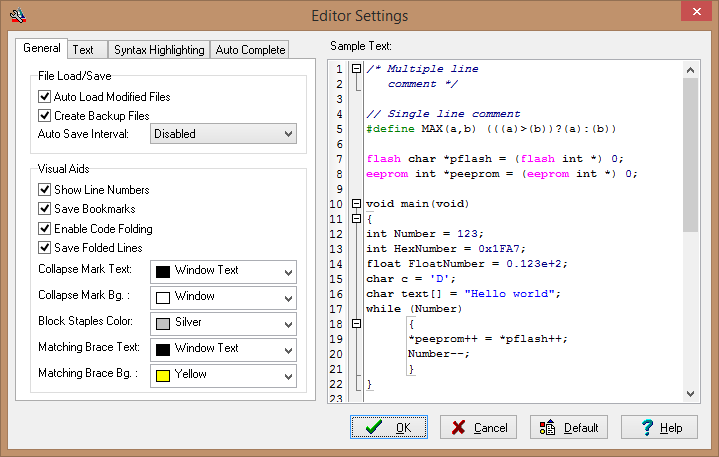 Editor Settings
General
Text
Syntax Highlighting
Auto Complete
File Load/Save
Auto Load Modified Files
Create Backup Files
Auto Save Interval: Disabled
Visual Aids
Show Line Numbers
Save Bookmarks
Enable Code Folding
Save Folded Lines
Collapse Mark Text: Window Text
Collapse Mark Bg. : Window
Block Staples Color: Silver
Matching Brace Text: Window Text
Matching Brace Bg. : Yellow
Sample Text:
1 /* Multiple line
2    comment */
3
4 // Single line comment
5 #define MAX(a,b) (((a)>(b))?(a):(b))
6
7 flash char *pflash = (flash int *) 0;
8 eeprom int *peeprom = (eeprom int *) 0;
9
10 void main(void)
11 {
12 int Number = 123;
13 int HexNumber = 0x1FA7;
14 float FloatNumber = 0.123e+2;
15 char c = 'D';
16 char text[] = "Hello world";
17 while (Number)
18       {
19       *peeprom++ = *pflash++;
20       Number--;
21       }
22 }
23
OK
Cancel
Default
Help